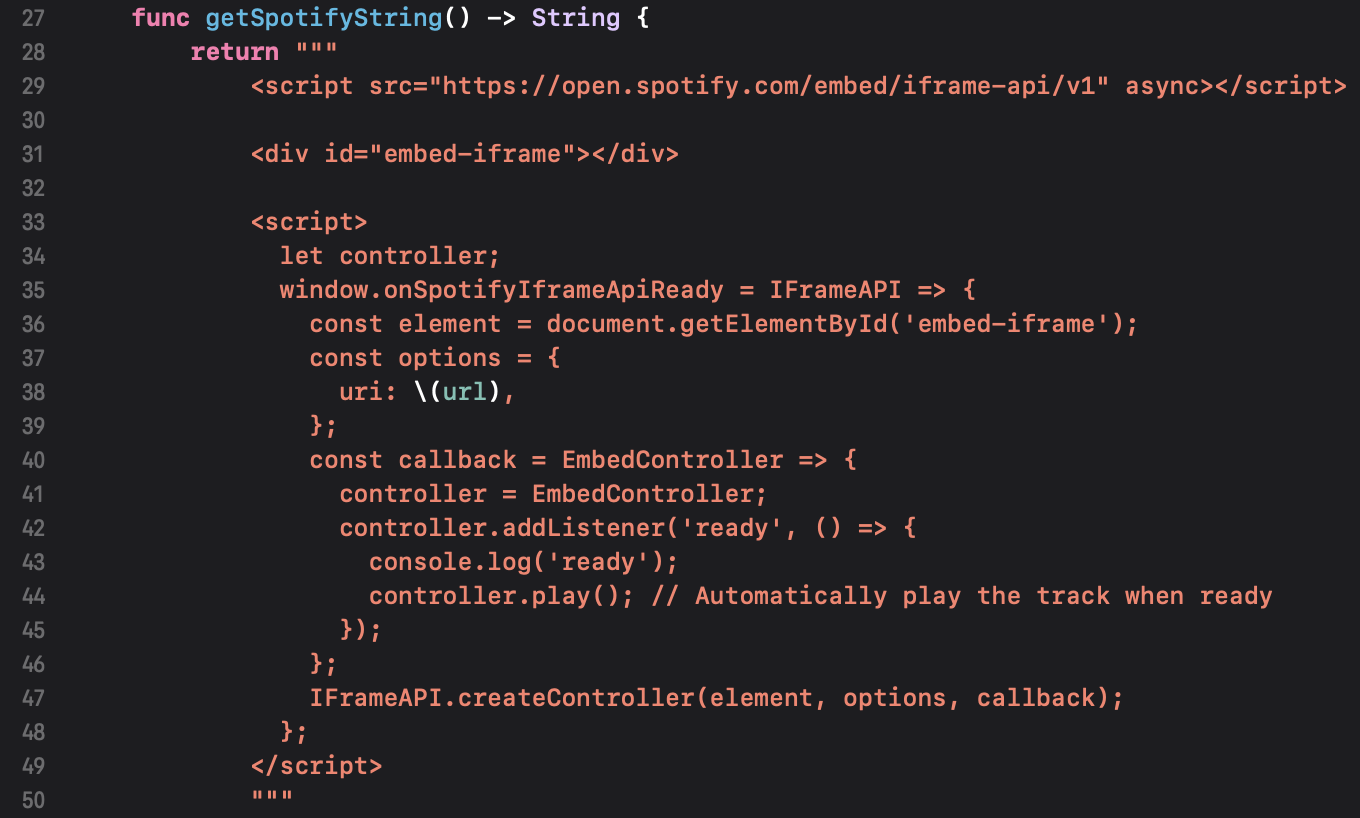 27 func getSpotifyString() -> String {
28 return """
29 <script src="https://open.spotify.com/embed/iframe-api/v1" async></script>
30
31 <div id="embed-iframe"></div>
32
33 <script>
34 let controller;
35 window.onSpotifyIframeApiReady = IFrameAPI => {
36 const element = document.getElementById('embed-iframe');
37 const options = {
38 uri: \(url),
39 };
40 const callback = EmbedController => {
41 controller = EmbedController;
42 controller.addListener('ready', () => {
43 console.log('ready');
44 controller.play(); // Automatically play the track when ready
45 });
46 };
47 IFrameAPI.createController(element, options, callback);
48 };
49 </script>
50 """